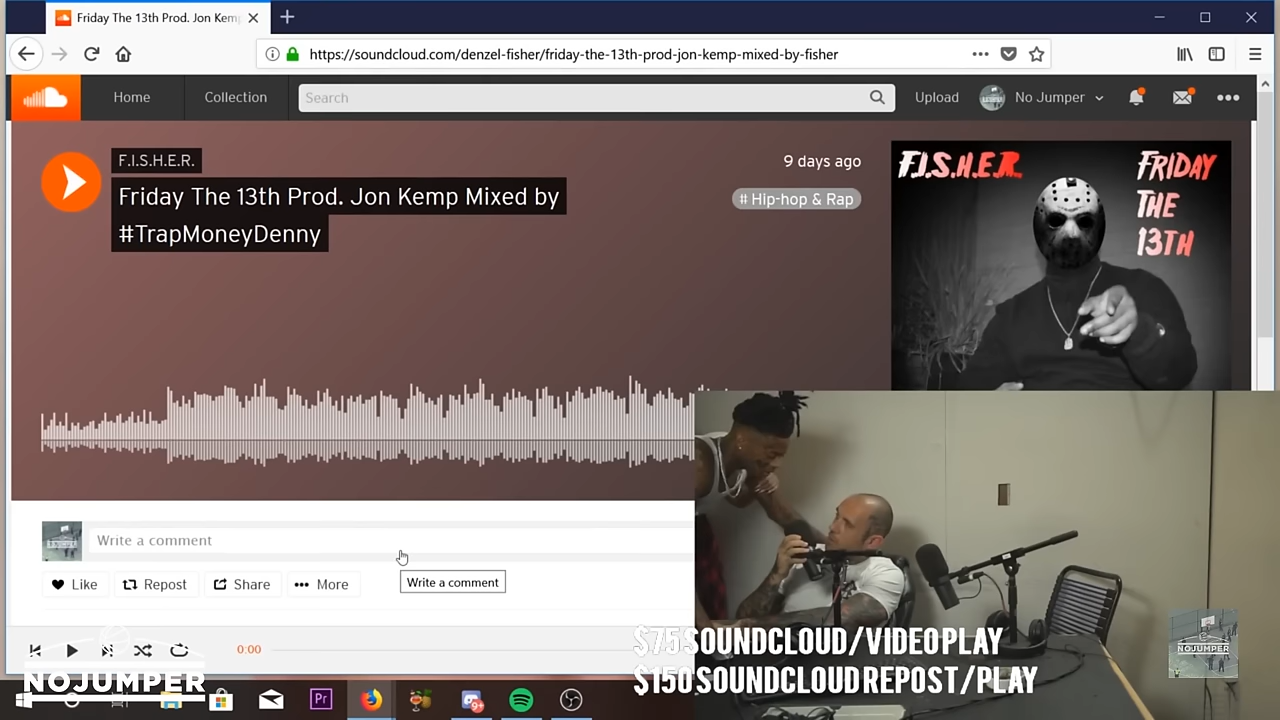 Friday The 13th Prod. Jon Kemp
https://soundcloud.com/denzel-fisher/friday-the-13th-prod-jon-kemp-mixed-by-fisher
Home
Collection
Search
Upload
No Jumper
F.I.S.H.E.R.
9 days ago
Friday The 13th Prod. Jon Kemp Mixed by
# Hip-hop & Rap
#TrapMoneyDenny
F.I.S.H.E.R.
FRIDAY
THE
13TH
Write a comment
Like
Repost
Share
More
Write a comment
0:00
$75 SOUNDCLOUD/VIDEO PLAY
$150 SOUNDCLOUD REPOST/PLAY
NOJUMPER
NOJUMPER
Pr